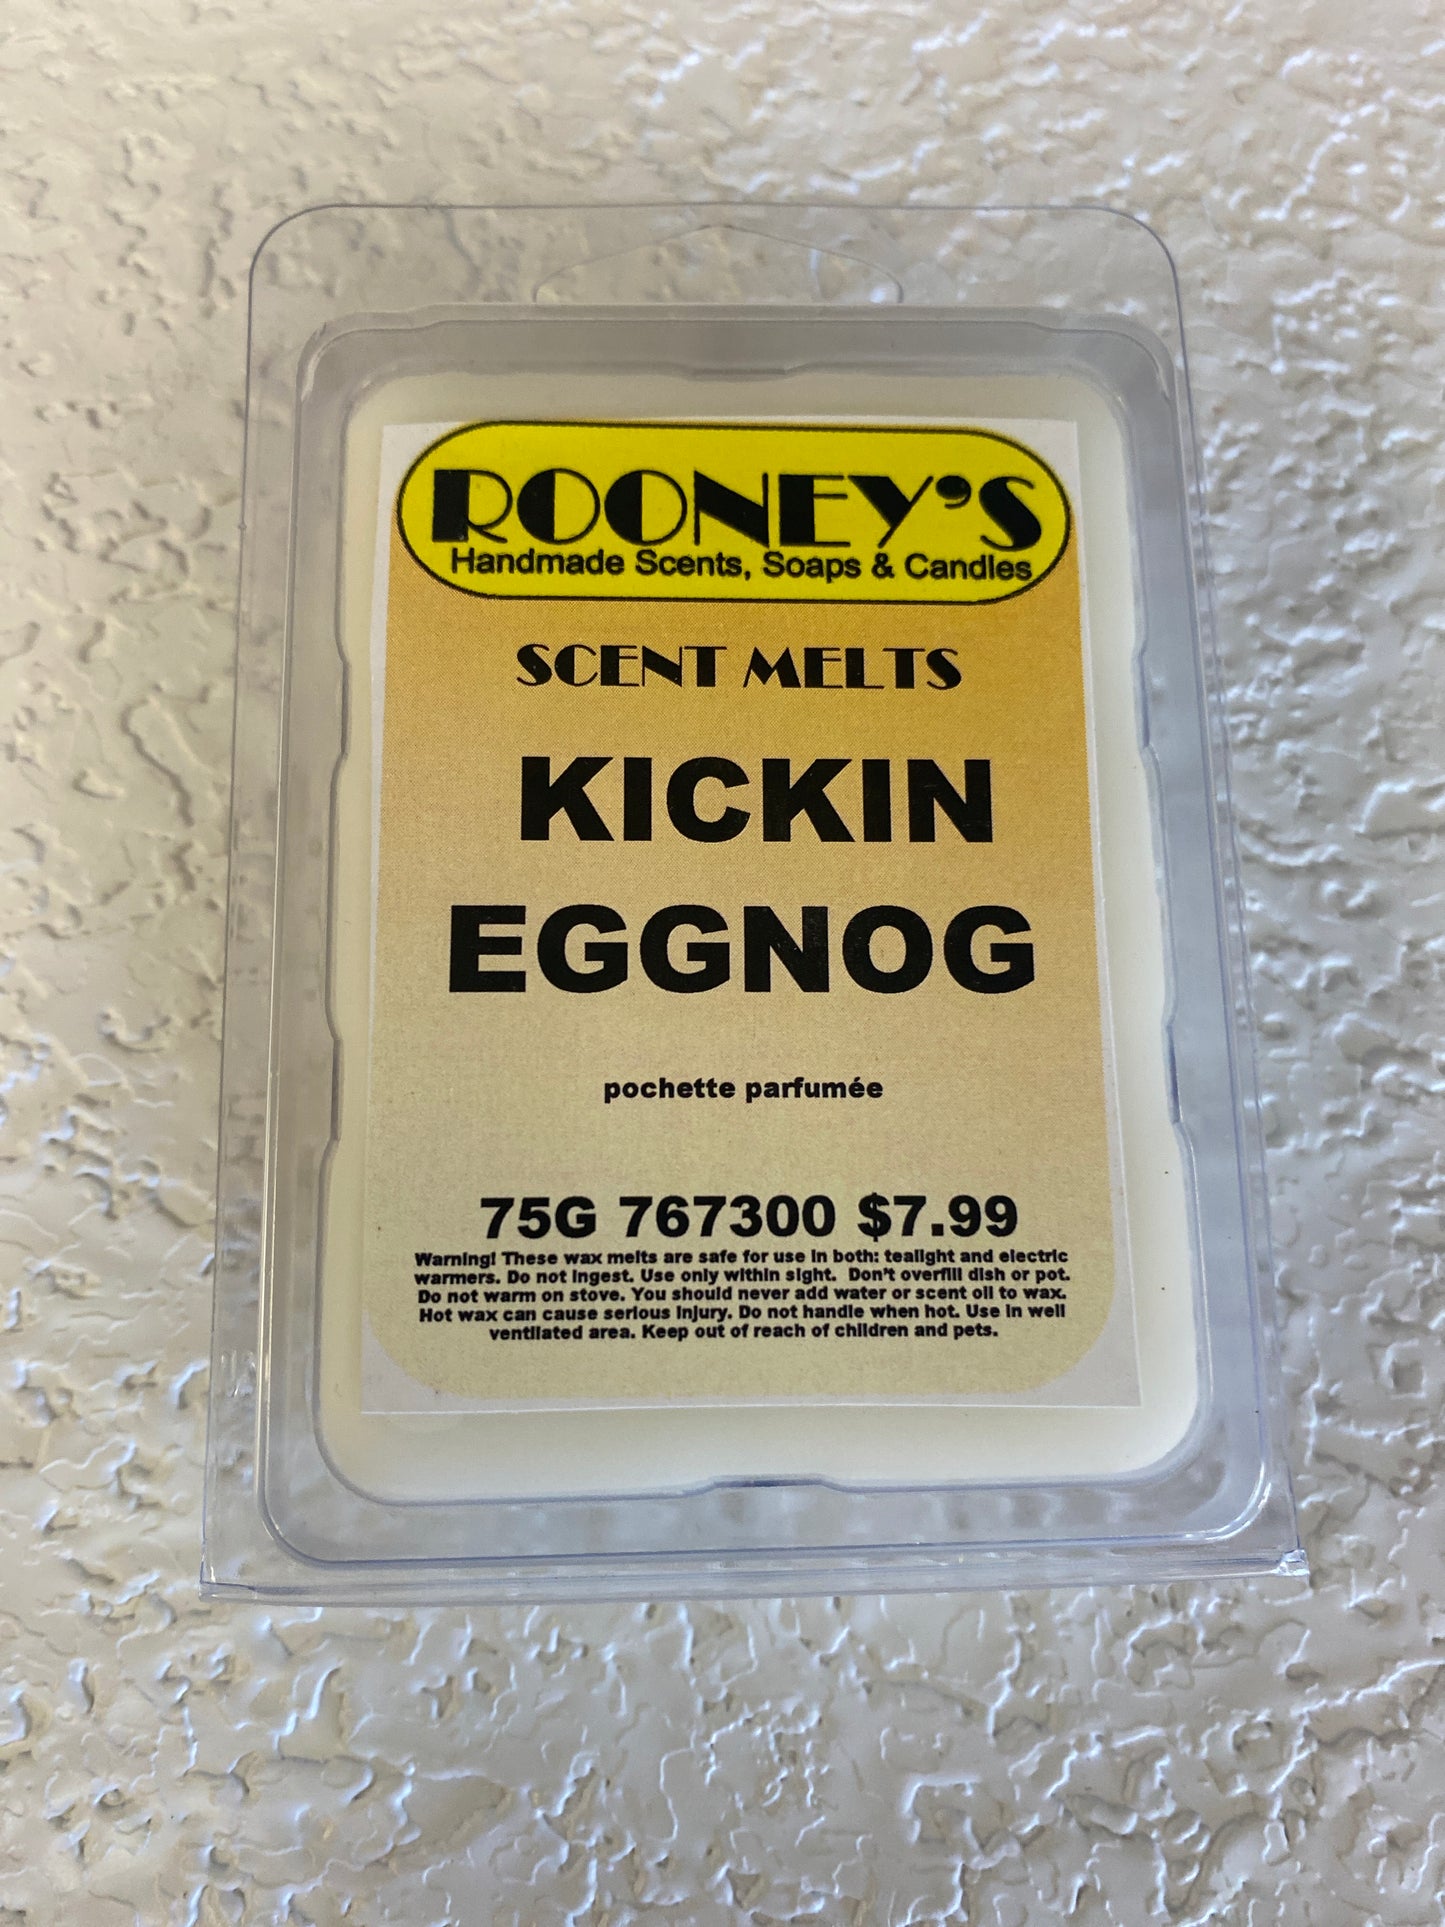 ROONEY'S
Handmade Scents, Soaps & Candles
SCENT MELTS
KICKIN
EGGNOG
pochette parfumée
75G 767300 $7.99
Warning! These wax melts are safe for use in both: tealight and electric
warmers. Do not ingest. Use only within sight. Don't overfill dish or pot.
Do not warm on stove. You should never add water or scent oil to wax.
Hot wax can cause serious injury. Do not handle when hot. Use in well
ventilated area. Keep out of reach of children and pets.